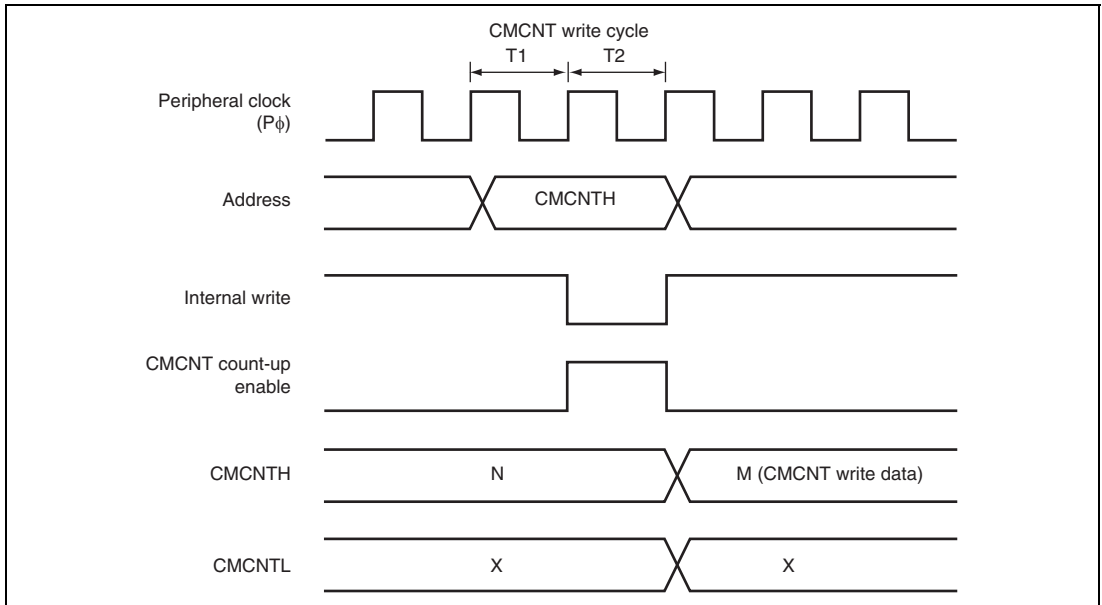 CMCNT write cycle
T1 T2
Peripheral clock
(Pϕ)
Address
CMCNTH
Internal write
CMCNT count-up
enable
CMCNTH
N
M (CMCNT write data)
CMCNTL
X
X